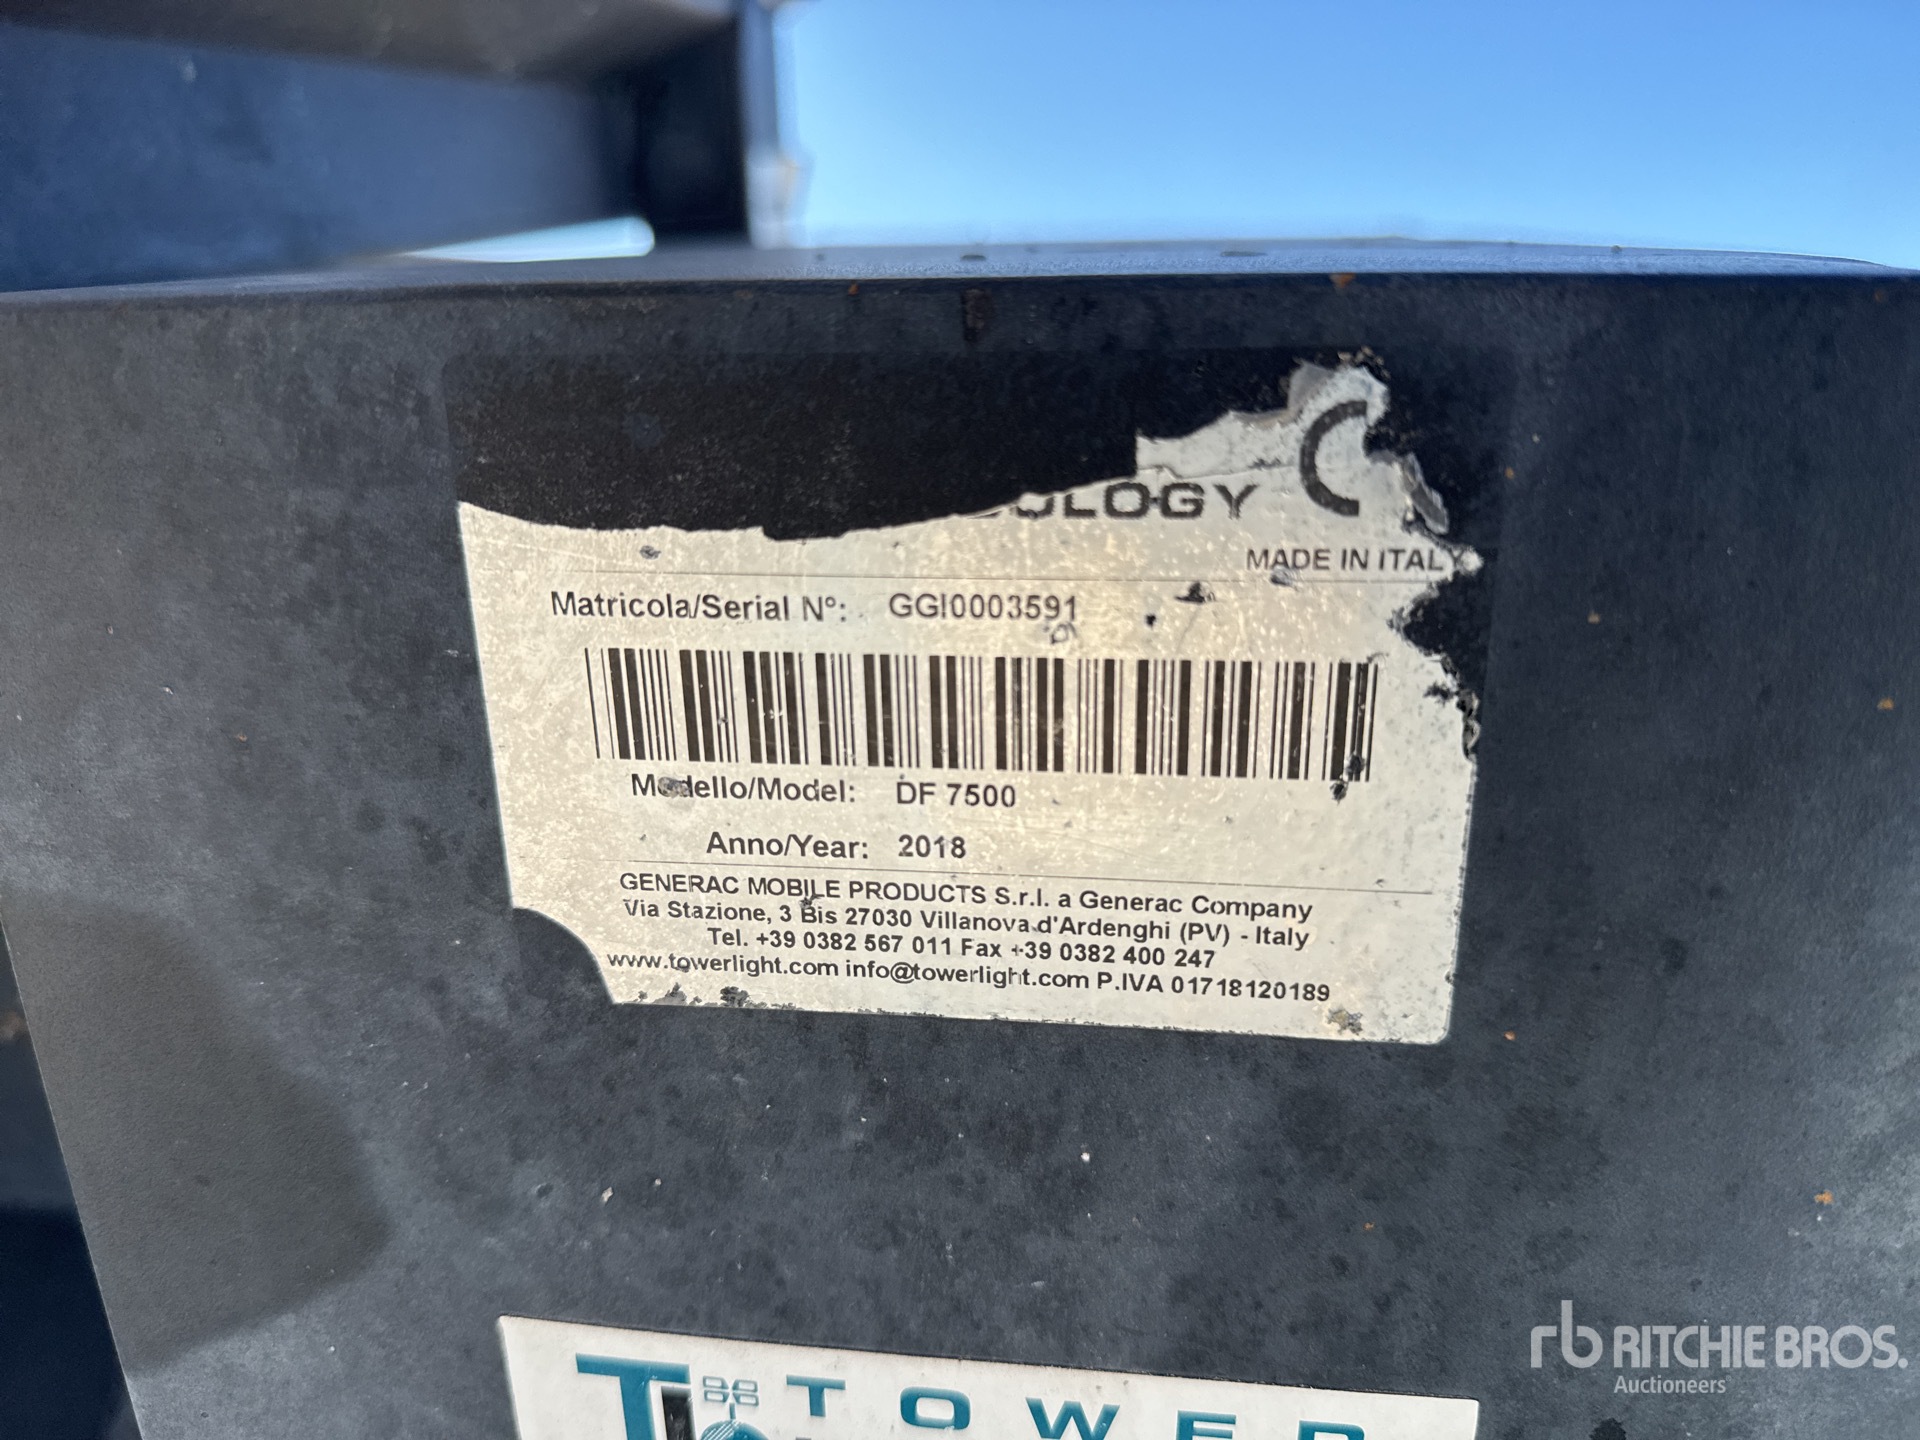 OLOGY C
MADE IN ITALY
Matricola/Serial N°: GGI0003591
Modello/Model: DF 7500
Anno/Year: 2018
GENERAC MOBILE PRODUCTS S.r.l. a Generac Company
Via Stazione, 3 Bis 27030 Villanova d'Ardenghi (PV) - Italy
Tel. +39 0382 567 011 Fax +39 0382 400 247
www.towerlight.com info@towerlight.com P.IVA 01718120189
TOWER
rb RITCHIE BROS.
Auctioneers